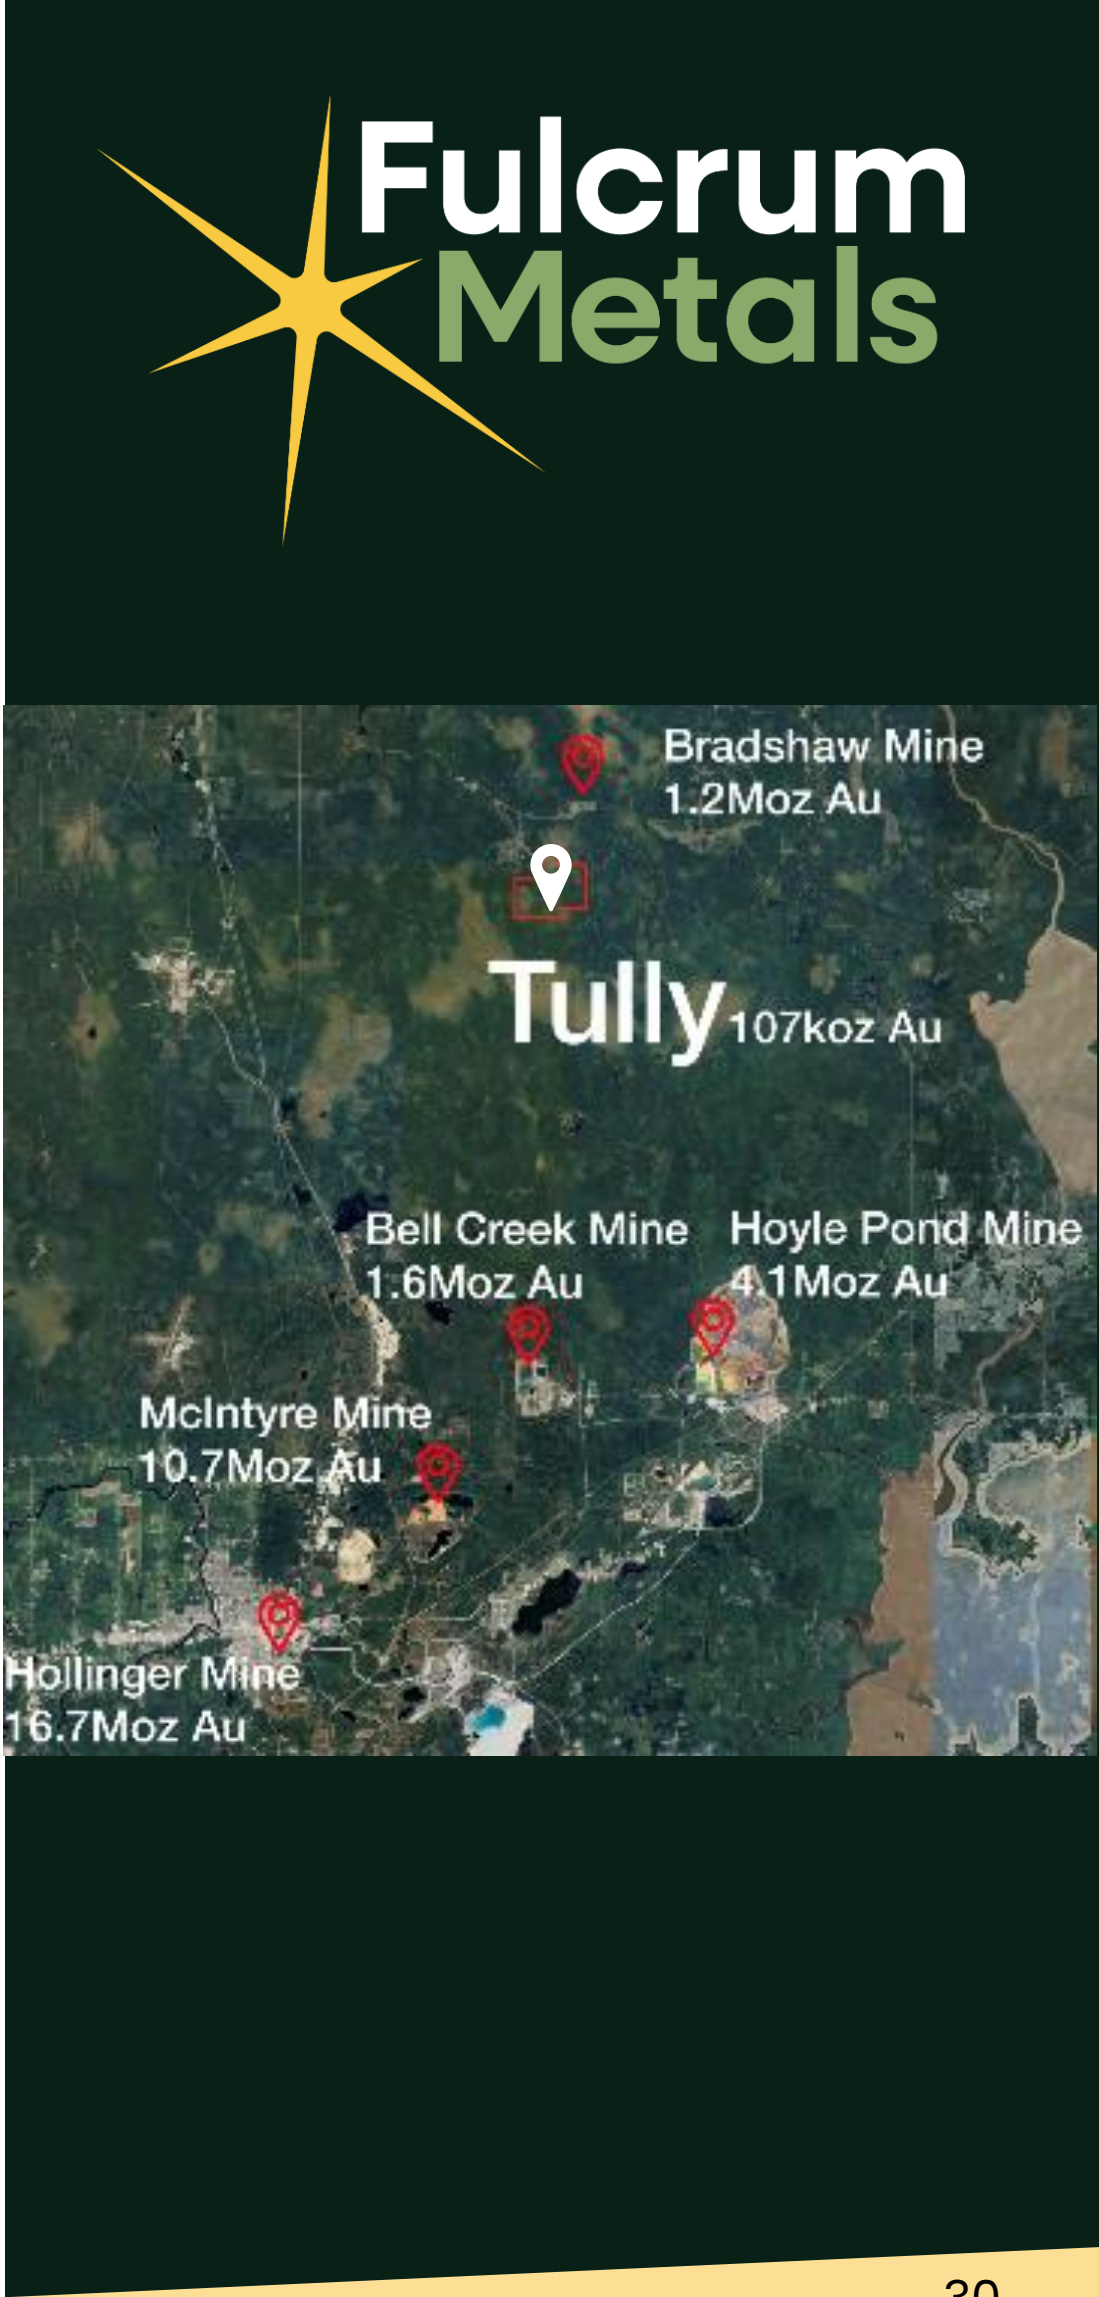 Fulcrum
Metals
Bradshaw Mine
1.2Moz Au
Tully 107koz Au
Bell Creek Mine
1.6Moz Au
Hoyle Pond Mine
4.1Moz Au
McIntyre Mine
10.7Moz Au
Hollinger Mine
16.7Moz Au
30